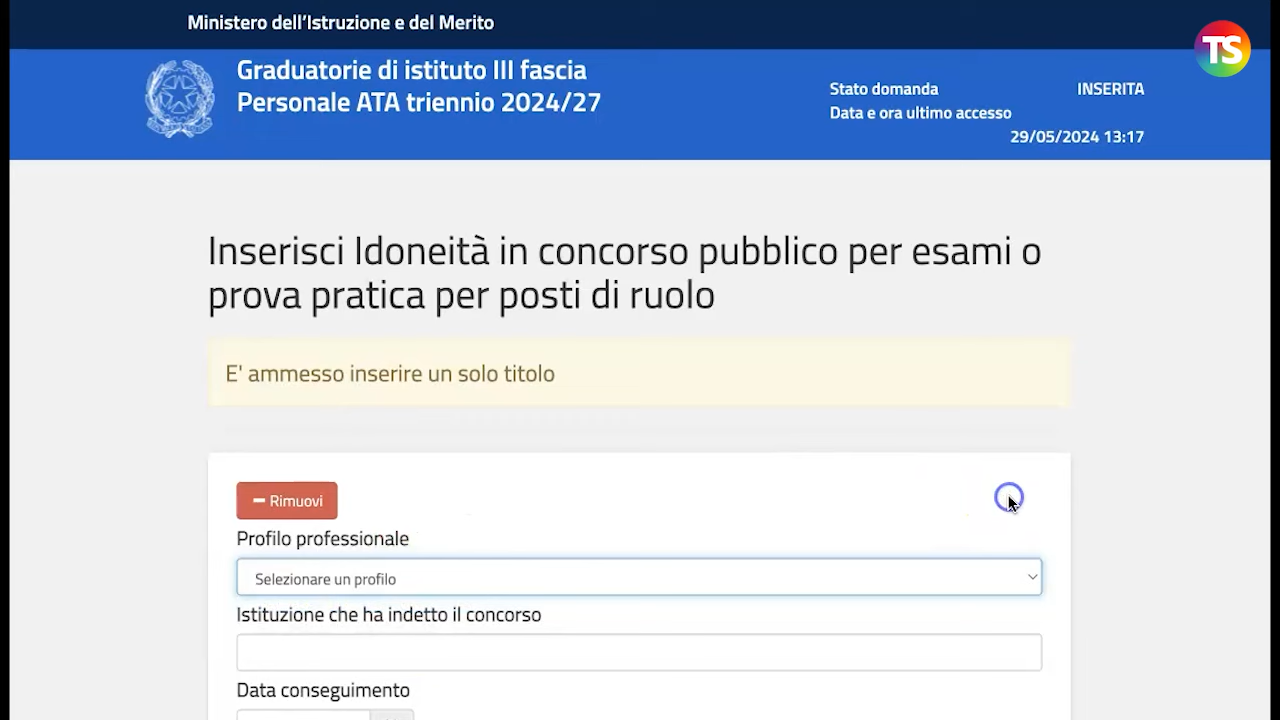 Ministero dell'Istruzione e del Merito
TS
Graduatorie di istituto III fascia
Personale ATA triennio 2024/27
Stato domanda INSERITA
Data e ora ultimo accesso
29/05/2024 13:17
Inserisci Idoneità in concorso pubblico per esami o
prova pratica per posti di ruolo
E' ammesso inserire un solo titolo
Rimuovi
Profilo professionale
Selezionare un profilo
Istituzione che ha indetto il concorso
Data conseguimento